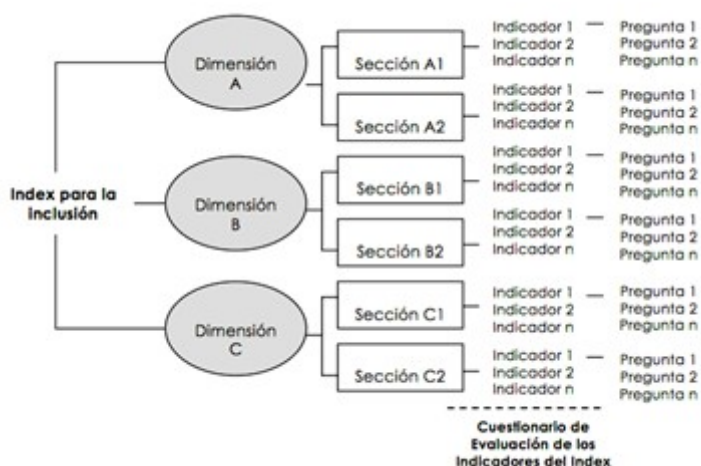 Index para la
inclusión
Dimensión
A
Sección A1
Indicador 1
Indicador 2
Indicador n
Pregunta 1
Pregunta 2
Pregunta n
Sección A2
Indicador 1
Indicador 2
Indicador n
Pregunta 1
Pregunta 2
Pregunta n
Dimensión
B
Sección B1
Indicador 1
Indicador 2
Indicador n
Pregunta 1
Pregunta 2
Pregunta n
Sección B2
Indicador 1
Indicador 2
Indicador n
Pregunta 1
Pregunta 2
Pregunta n
Dimensión
C
Sección C1
Indicador 1
Indicador 2
Indicador n
Pregunta 1
Pregunta 2
Pregunta n
Sección C2
Indicador 1
Indicador 2
Indicador n
Pregunta 1
Pregunta 2
Pregunta n
Cuestionario de
Evaluación de los
Indicadores del Index